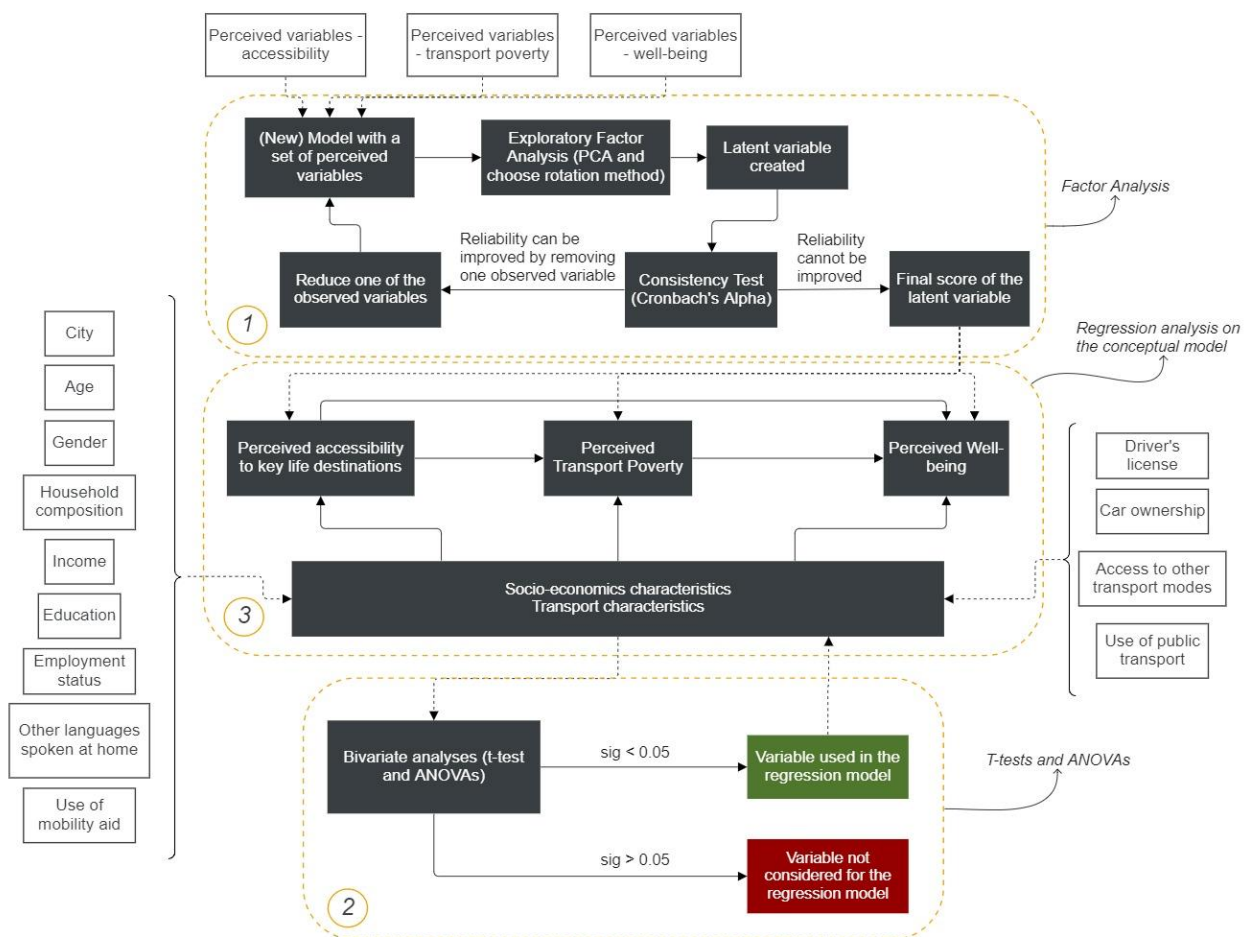 Perceived variables -
accessibility
Perceived variables
- transport poverty
Perceived variables
- well-being
(New) Model with a
set of perceived
variables
Exploratory Factor
Analysis (PCA and
choose rotation method)
Latent variable
created
Factor Analysis
Reliability can be
improved by removing
one observed variable
Reliability
cannot be
improved
Reduce one of the
observed variables
Consistency Test
(Cronbach's Alpha)
Final score of the
latent variable
1
Regression analysis on
the conceptual model
City
Age
Gender
Household
composition
Income
Education
Employment
status
Other languages
spoken at home
Use of
mobility aid
Perceived accessibility
to key life destinations
Perceived
Transport Poverty
Perceived Well-
being
Driver's
license
Car ownership
Access to other
transport modes
Use of public
transport
Socio-economics characteristics
Transport characteristics
3
Bivariate analyses (t-test
and ANOVAs)
sig < 0.05
Variable used in the
regression model
T-tests and ANOVAs
sig > 0.05
Variable not
considered for the
regression model
2